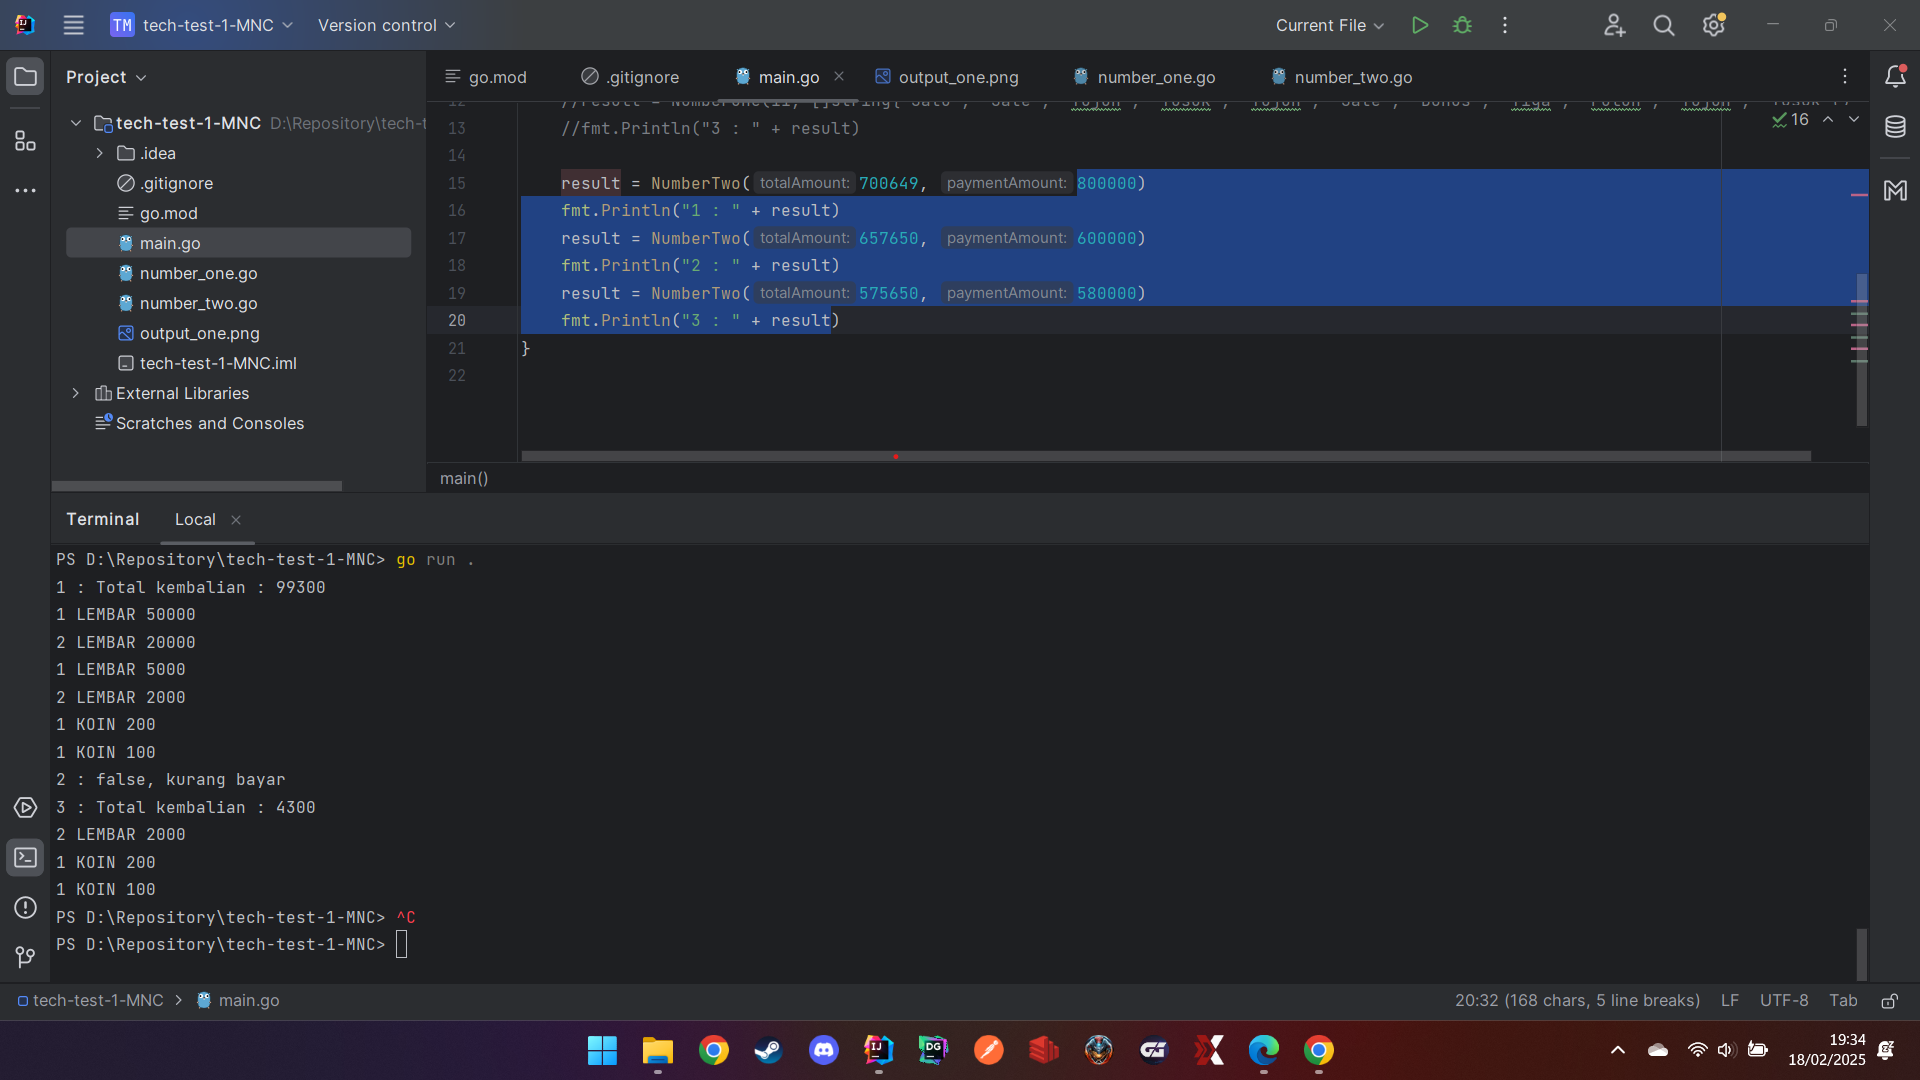 TM tech-test-1-MNC Version control Current File
Project
go.mod .gitignore main.go output_one.png number_one.go number_two.go
tech-test-1-MNC D:\Repository\tech-t
.idea
.gitignore
go.mod
main.go
number_one.go
number_two.go
output_one.png
tech-test-1-MNC.iml
External Libraries
Scratches and Consoles
16
13 //fmt.Println("3 : " + result)
14
15 result = NumberTwo( totalAmount: 700649, paymentAmount: 800000)
16 fmt.Println("1 : " + result)
17 result = NumberTwo( totalAmount: 657650, paymentAmount: 600000)
18 fmt.Println("2 : " + result)
19 result = NumberTwo( totalAmount: 575650, paymentAmount: 580000)
20 fmt.Println("3 : " + result)
21 }
22
main()
Terminal Local
PS D:\Repository\tech-test-1-MNC> go run .
1 : Total kembalian : 99300
1 LEMBAR 50000
2 LEMBAR 20000
1 LEMBAR 5000
2 LEMBAR 2000
1 KOIN 200
1 KOIN 100
2 : false, kurang bayar
3 : Total kembalian : 4300
2 LEMBAR 2000
1 KOIN 200
1 KOIN 100
PS D:\Repository\tech-test-1-MNC> ^C
PS D:\Repository\tech-test-1-MNC>
tech-test-1-MNC > main.go 20:32 (168 chars, 5 line breaks) LF UTF-8 Tab
19:34
18/02/2025